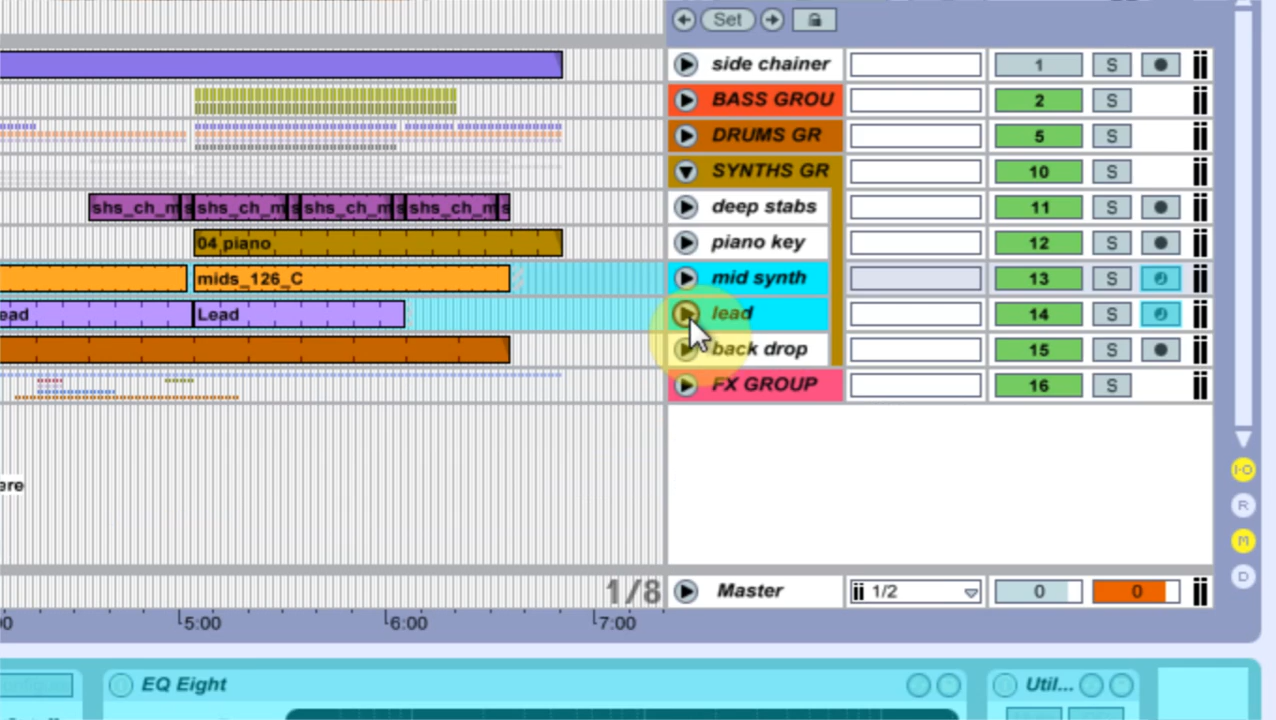 Set
side chainer 1 S
BASS GROU 2 S
DRUMS GR 5 S
SYNTHS GR 10 S
shs_ch_m s shs_ch_m s shs_ch_m s shs_ch_m s deep stabs 11 S
04 piano piano key 12 S
mids_126_C mid synth 13 S
ead Lead lead 14 S
back drop 15 S
FX GROUP 16 S
ere
I-O
R
M
D
1/8 Master 1/2 0 0
00 5:00 6:00 7:00
EQ Eight Util...